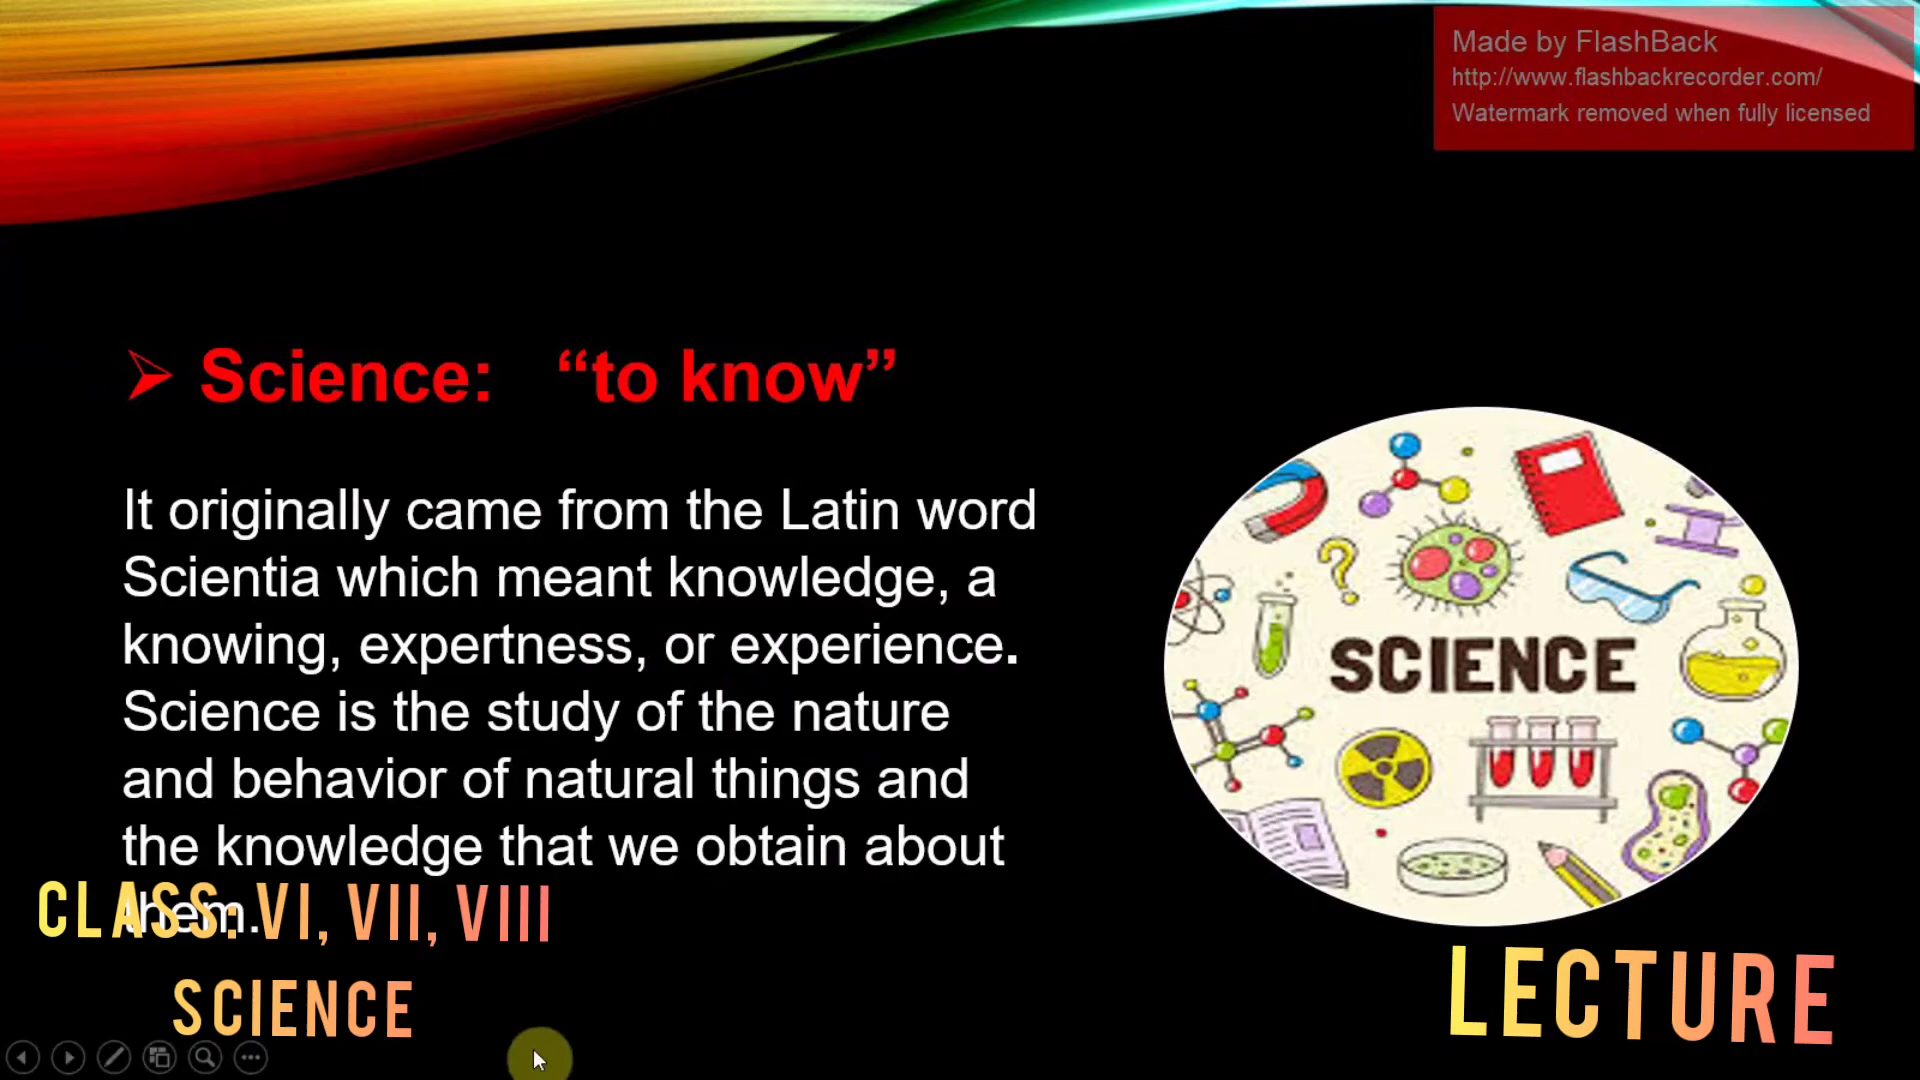 Made by FlashBack
http://www.flashbackrecorder.com/
Watermark removed when fully licensed
Science: “to know”
It originally came from the Latin word
Scientia which meant knowledge, a
knowing, expertness, or experience.
Science is the study of the nature
and behavior of natural things and
the knowledge that we obtain about
them.
SCIENCE
CLASS: VI, VII, VIII
SCIENCE
LECTURE